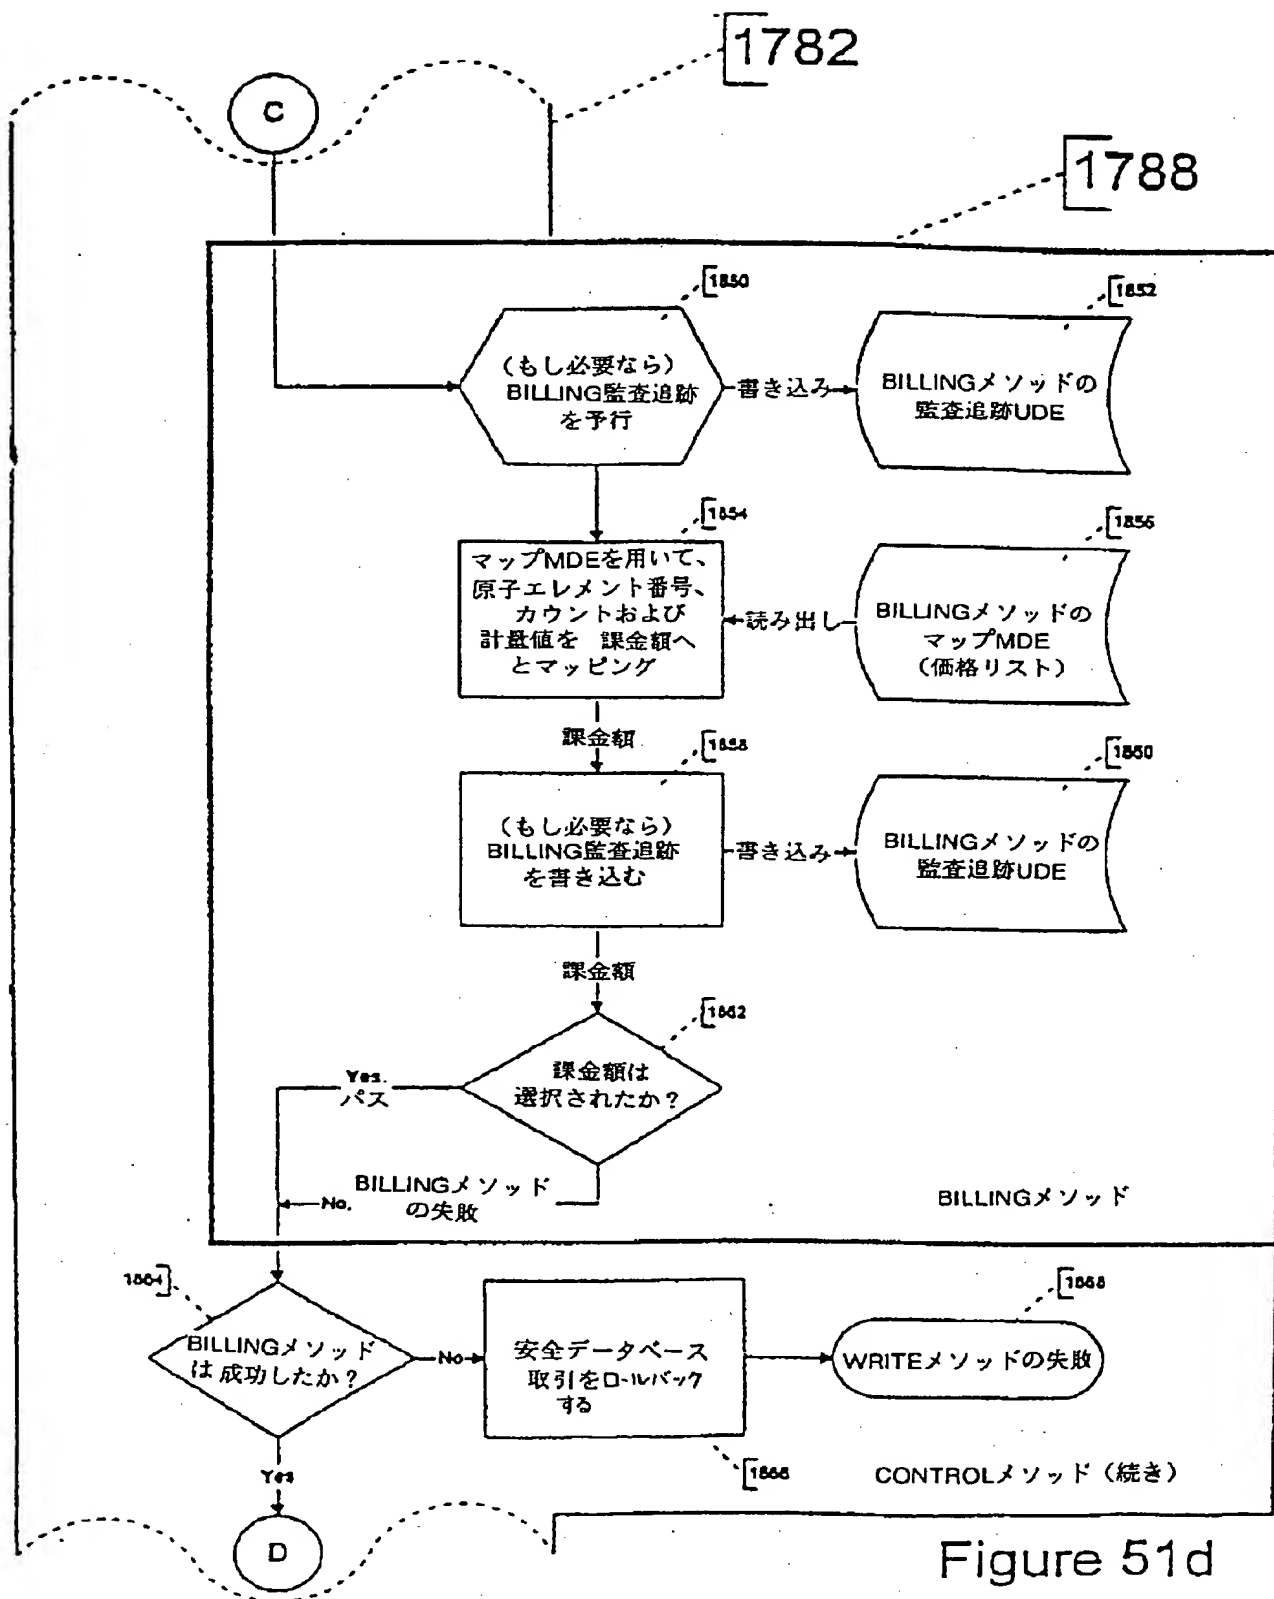 1782
C
1788
1850
(もし必要なら)
BILLING監査追跡
を予行
書き込み
1852
BILLINGメソッドの
監査追跡UDE
1854
マップMDEを用いて、
原子エレメント番号、
カウントおよび
計量値を 課金額へ
とマッピング
読み出し
1856
BILLINGメソッドの
マップMDE
(価格リスト)
課金額
1858
(もし必要なら)
BILLING監査追跡
を書き込む
書き込み
1860
BILLINGメソッドの
監査追跡UDE
課金額
1862
課金額は
選択されたか?
Yes.
パス
No.
BILLINGメソッド
の失敗
BILLINGメソッド
1864
BILLINGメソッド
は成功したか?
No
安全データベース
取引をロールバック
する
1866
1868
WRITEメソッドの失敗
Yes
CONTROLメソッド(続き)
D
Figure 51d